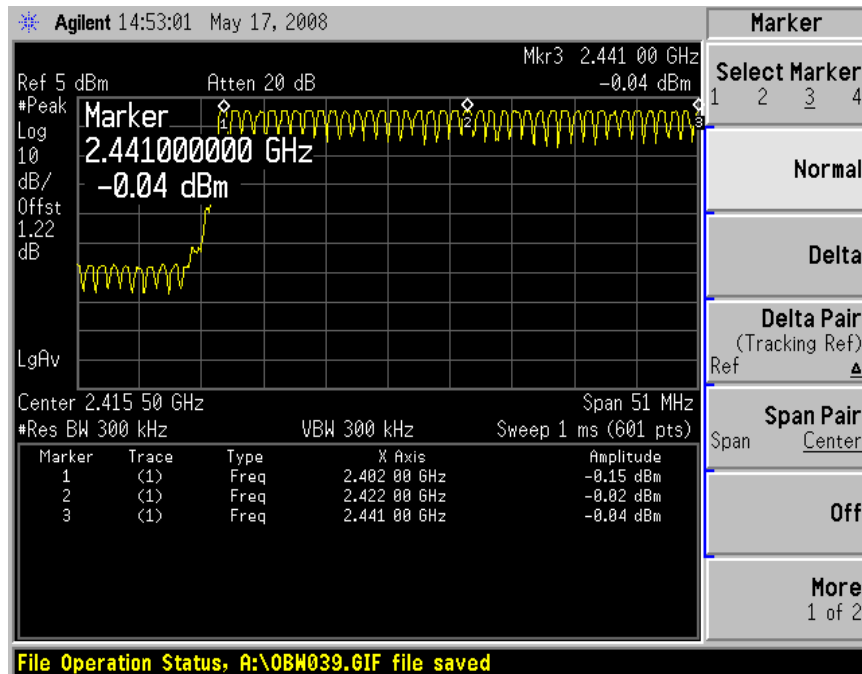 Agilent 14:53:01 May 17, 2008
Marker
Mkr3 2.441 00 GHz
Ref 5 dBm Atten 20 dB -0.04 dBm
#Peak
Log
10
dB/
Offst
1.22
dB
LgAv
Marker
2.441000000 GHz
-0.04 dBm
1
2
3
Center 2.415 50 GHz Span 51 MHz
#Res BW 300 kHz VBW 300 kHz Sweep 1 ms (601 pts)
Marker Trace Type X Axis Amplitude
1 (1) Freq 2.402 00 GHz -0.15 dBm
2 (1) Freq 2.422 00 GHz -0.02 dBm
3 (1) Freq 2.441 00 GHz -0.04 dBm
Select Marker
1 2 3 4
Normal
Delta
Delta Pair
(Tracking Ref)
Ref Δ
Span Pair
Span Center
Off
More
1 of 2
File Operation Status, A:\OBW039.GIF file saved